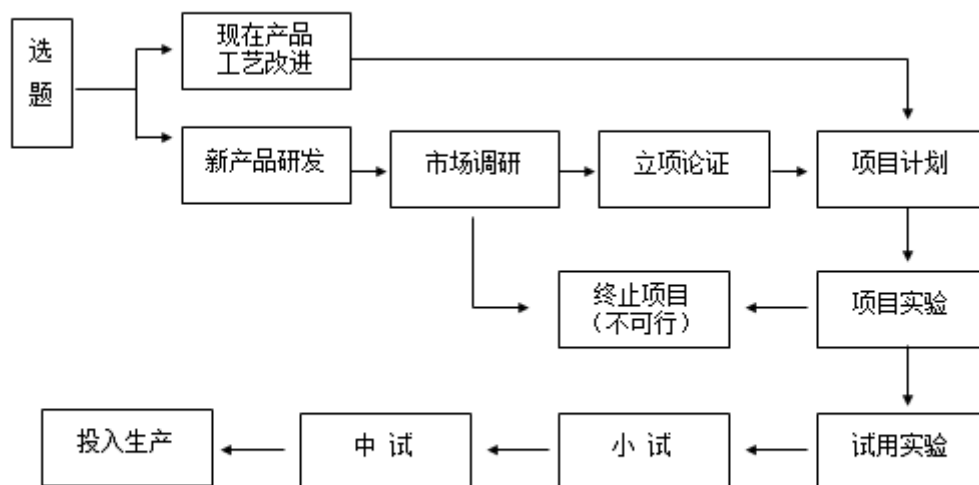 选
题
现在产品
工艺改进
新产品研发
市场调研
立项论证
项目计划
终止项目
（不可行）
项目实验
投入生产
中 试
小 试
试用实验